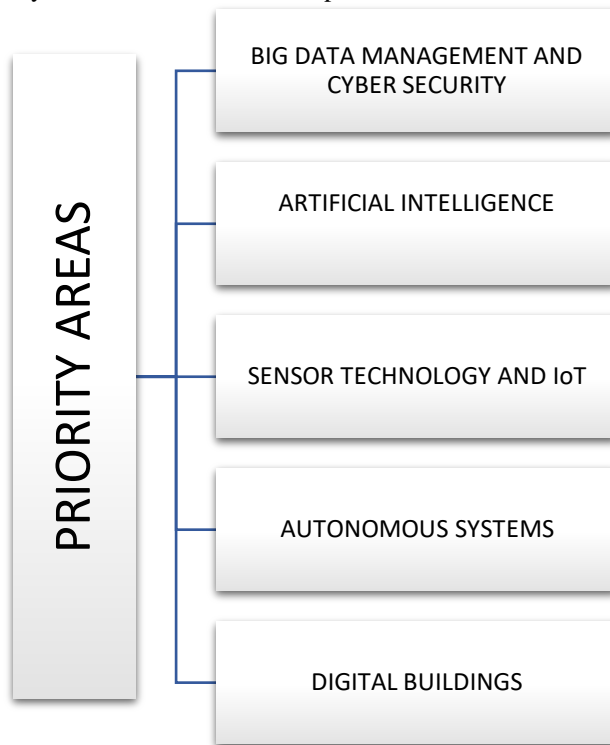 BIG DATA MANAGEMENT AND
CYBER SECURITY
ARTIFICIAL INTELLIGENCE
PRIORITY AREAS
SENSOR TECHNOLOGY AND IoT
AUTONOMOUS SYSTEMS
DIGITAL BUILDINGS